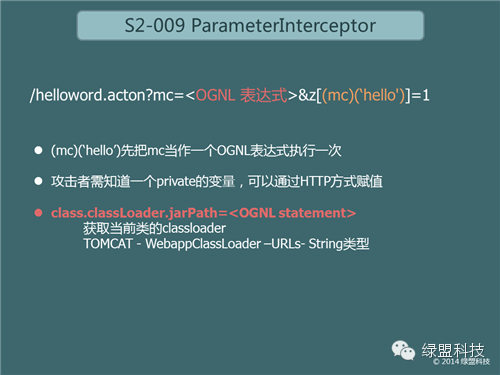 S2-009 ParameterInterceptor
/helloword.acton?mc=<OGNL 表达式>&z[(mc)('hello')]=1
(mc)('hello')先把mc当作一个OGNL表达式执行一次
攻击者需知道一个private的变量，可以通过HTTP方式赋值
class.classLoader.jarPath=<OGNL statement>
获取当前类的classloader
TOMCAT - WebappClassLoader –URLs- String类型
绿盟科技
© 2014 绿盟科技